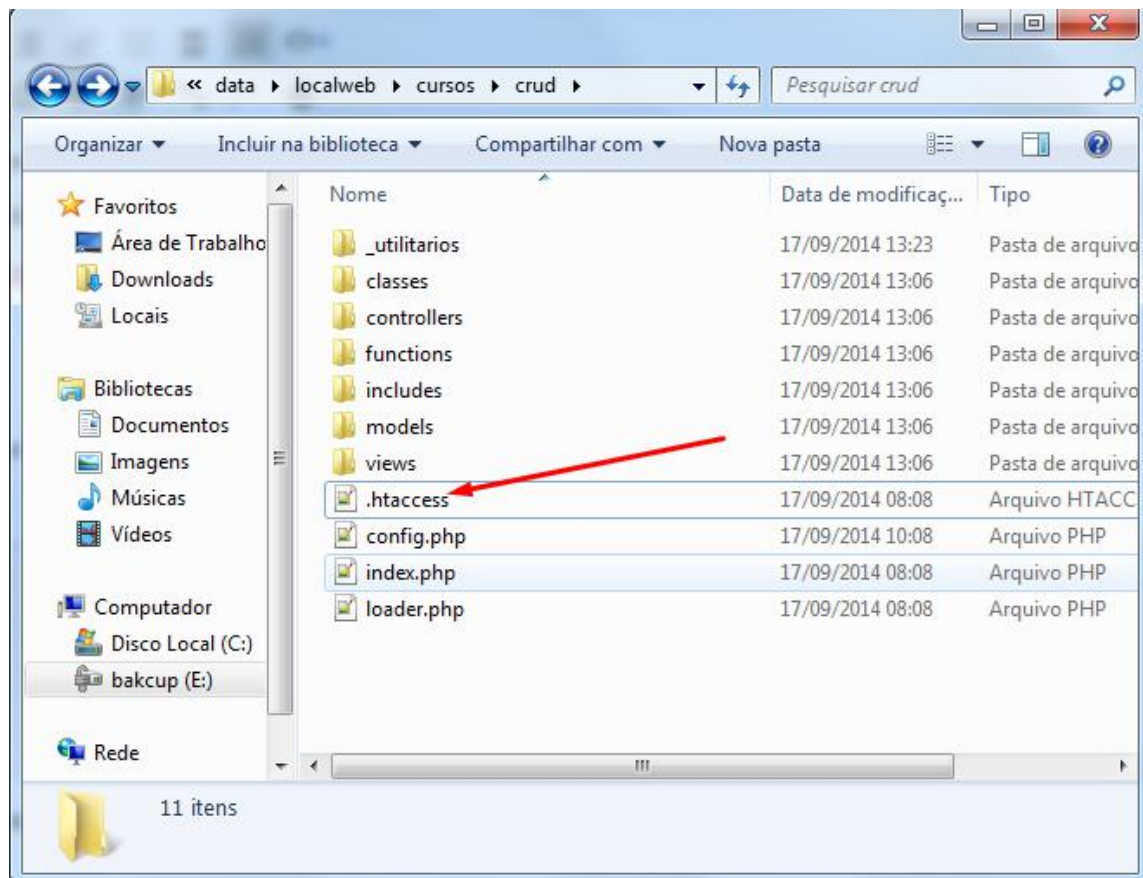 « data ▸ localweb ▸ cursos ▸ crud ▸
Pesquisar crud
Organizar
Incluir na biblioteca
Compartilhar com
Nova pasta
Favoritos
Área de Trabalho
Downloads
Locais
Bibliotecas
Documentos
Imagens
Músicas
Vídeos
Computador
Disco Local (C:)
bakcup (E:)
Rede
Nome Data de modificaç... Tipo
_utilitarios 17/09/2014 13:23 Pasta de arquivo
classes 17/09/2014 13:06 Pasta de arquivo
controllers 17/09/2014 13:06 Pasta de arquivo
functions 17/09/2014 13:06 Pasta de arquivo
includes 17/09/2014 13:06 Pasta de arquivo
models 17/09/2014 13:06 Pasta de arquivo
views 17/09/2014 13:06 Pasta de arquivo
.htaccess 17/09/2014 08:08 Arquivo HTACC
config.php 17/09/2014 10:08 Arquivo PHP
index.php 17/09/2014 08:08 Arquivo PHP
loader.php 17/09/2014 08:08 Arquivo PHP
11 itens